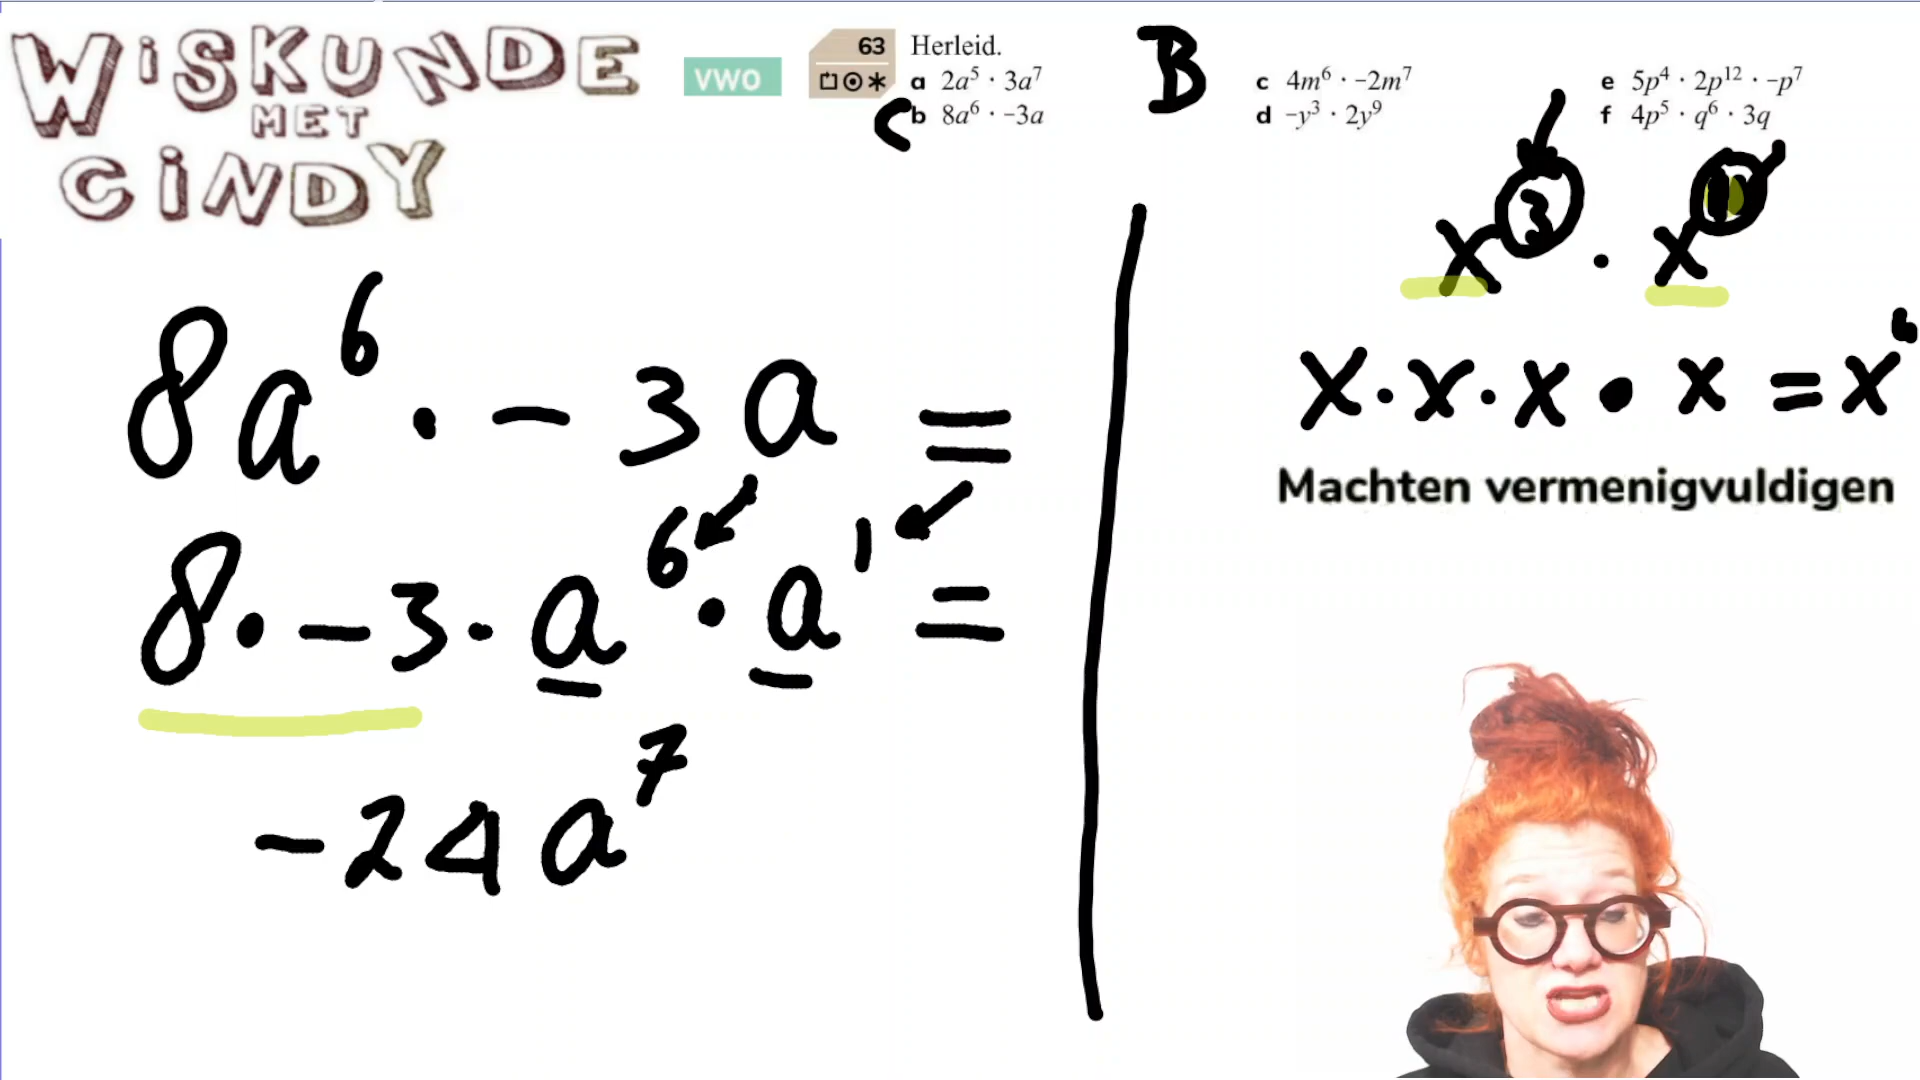 WiSKUNDE
MET
CiNDY
VWO
63 Herleid.
a 2a⁵ · 3a⁷
b 8a⁶ · –3a
B
c 4m⁶ · –2m⁷
d –y³ · 2y⁹
e 5p⁴ · 2p¹² · –p⁷
f 4p⁵ · q⁶ · 3q
x³ · x
x · x · x · x = x
Machten vermenigvuldigen
8a⁶ · – 3a =
8 · – 3 · a⁶ · a¹ =
– 24a⁷